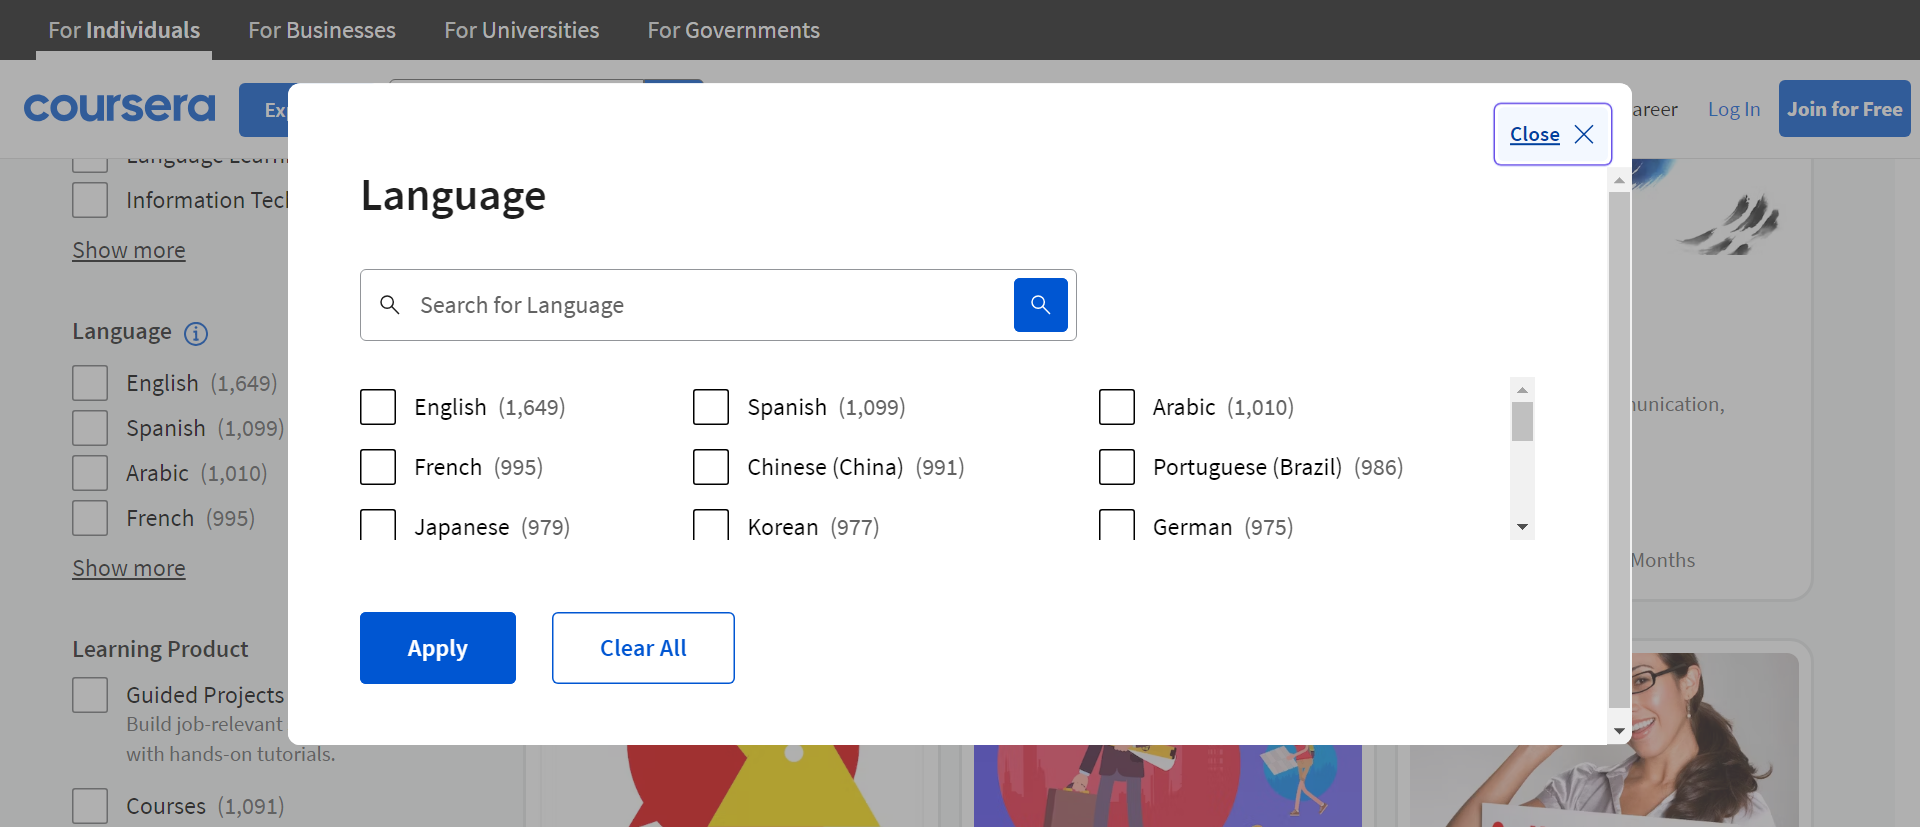 For Individuals
For Businesses
For Universities
For Governments
coursera
Log In
Join for Free
Information
Show more
Language
English (1,649)
Spanish (1,099)
Arabic (1,010)
French (995)
Show more
Learning Product
Guided Projects
Build job-relevant
with hands-on tutorials.
Courses (1,091)
Close
Language
Search for Language
English (1,649)
Spanish (1,099)
Arabic (1,010)
French (995)
Chinese (China) (991)
Portuguese (Brazil) (986)
Japanese (979)
Korean (977)
German (975)
Apply
Clear All
Months